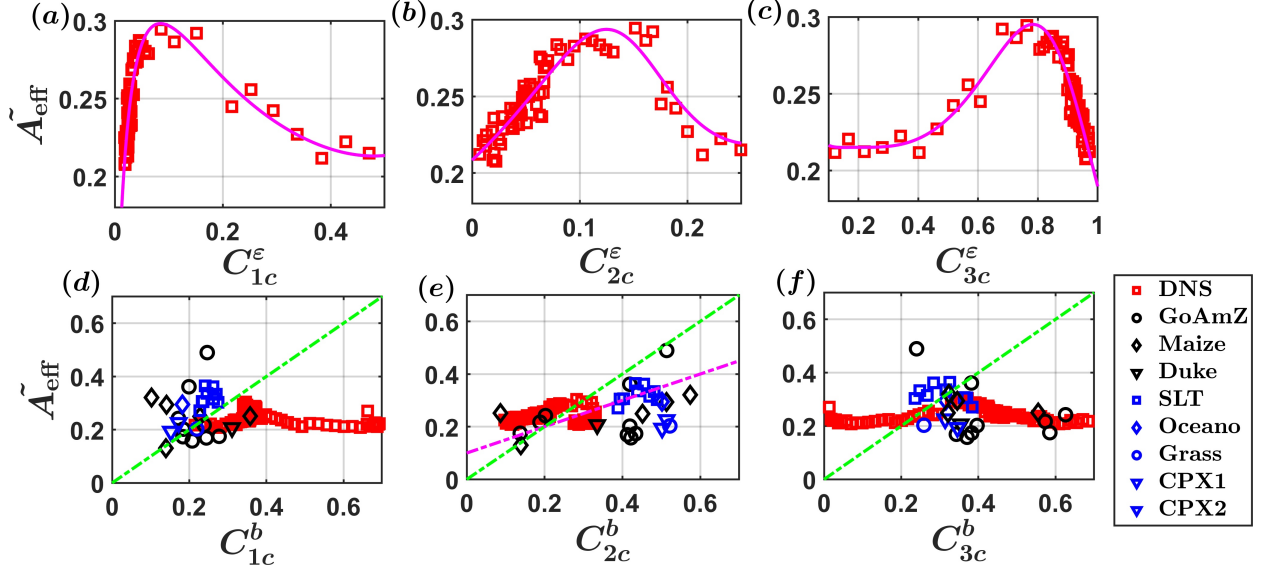 (a)
(b)
(c)
0.3
0.25
0.2
Ã_eff
0 0.2 0.4
C^ε_1c
0.3
0.25
0.2
0 0.1 0.2
C^ε_2c
0.3
0.25
0.2
0.2 0.4 0.6 0.8 1
C^ε_3c
(d)
(e)
(f)
0.6
0.4
0.2
0
Ã_eff
0 0.2 0.4 0.6
C^b_1c
0.6
0.4
0.2
0
0 0.2 0.4 0.6
C^b_2c
0.6
0.4
0.2
0
0 0.2 0.4 0.6
C^b_3c
DNS
GoAmZ
Maize
Duke
SLT
Oceano
Grass
CPX1
CPX2